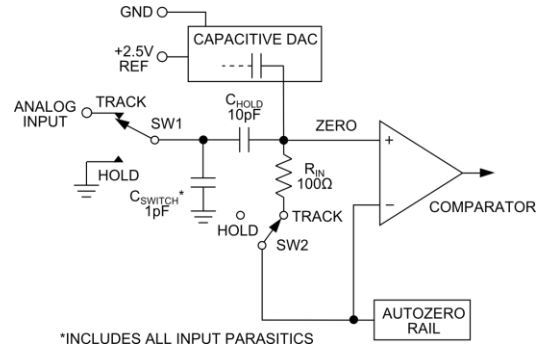 GND
+2.5V
REF
CAPACITIVE DAC
ANALOG
INPUT
TRACK
SW1
C_HOLD
10pF
ZERO
HOLD
C_SWITCH*
1pF
R_IN
100Ω
HOLD
TRACK
SW2
+
−
COMPARATOR
AUTOZERO
RAIL
*INCLUDES ALL INPUT PARASITICS